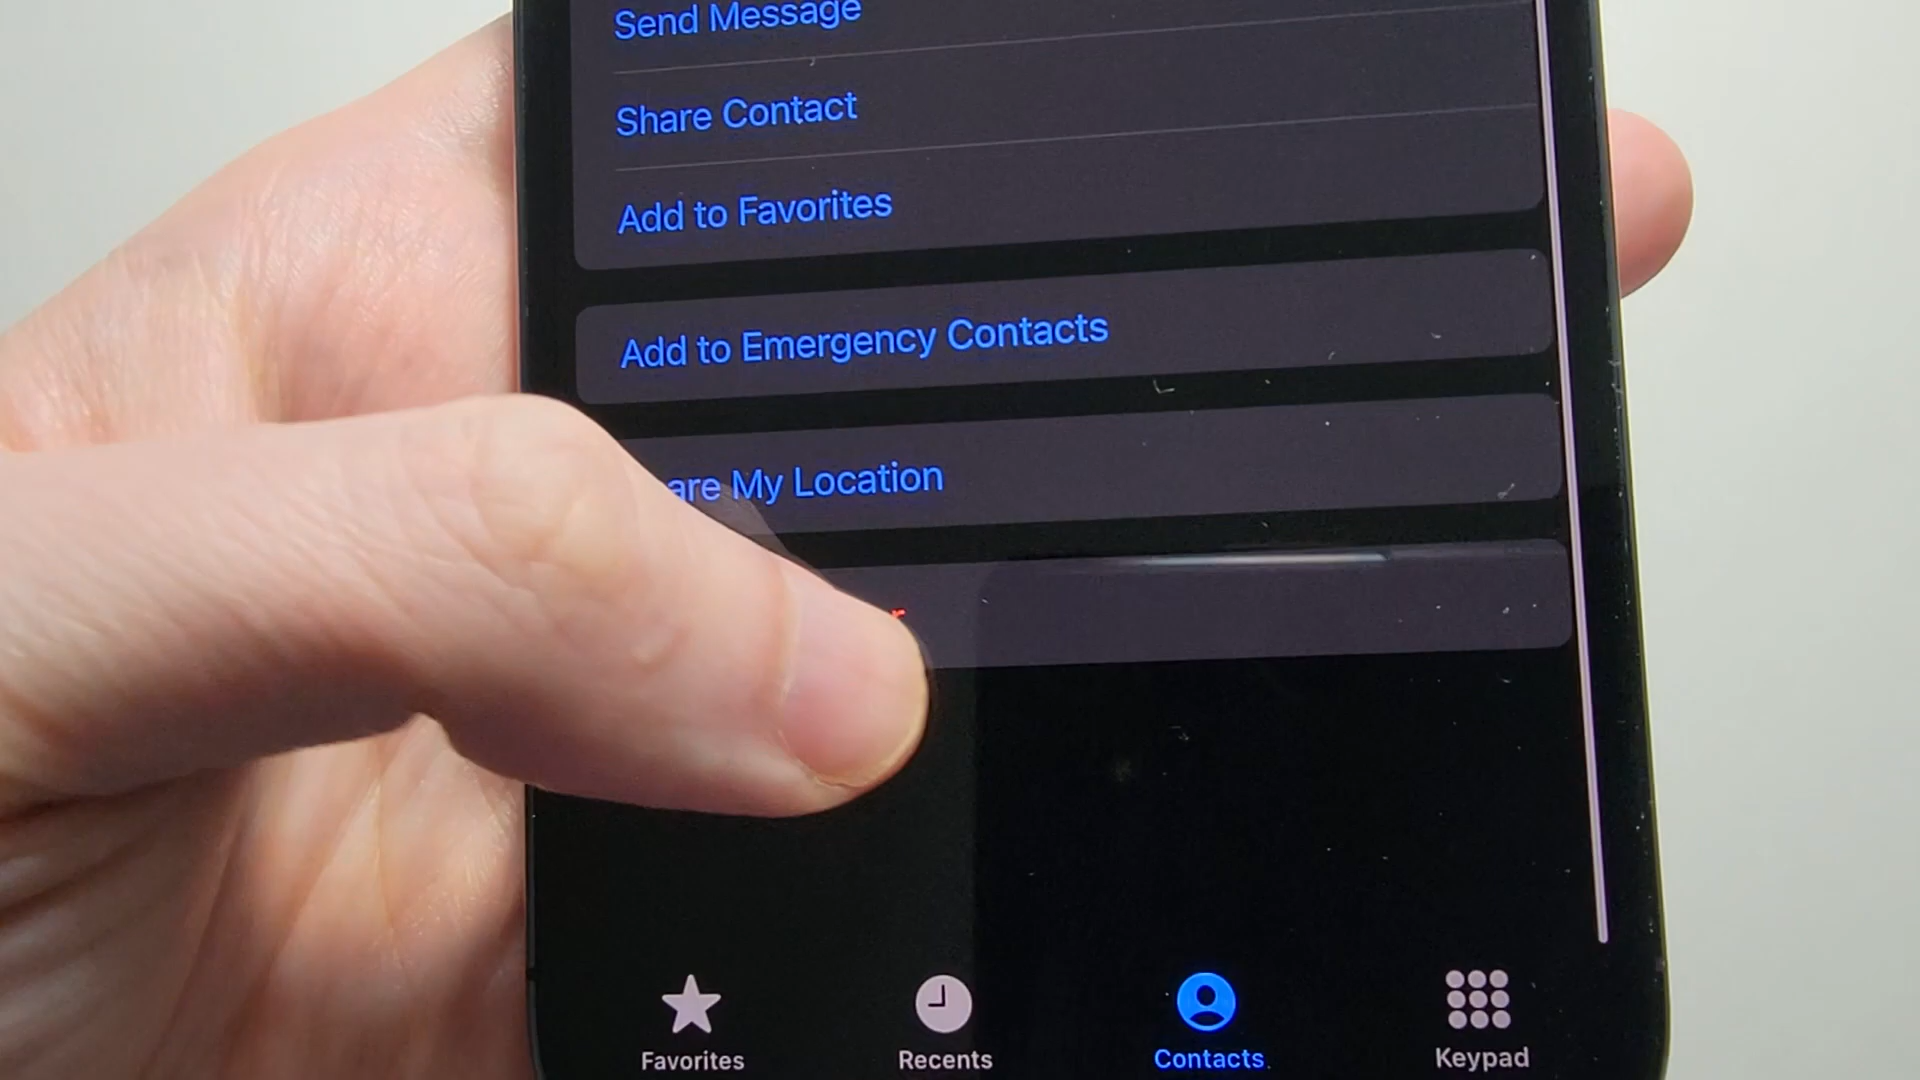 Send Message
Share Contact
Add to Favorites
Add to Emergency Contacts
My Location
Favorites
Recents
Contacts
Keypad